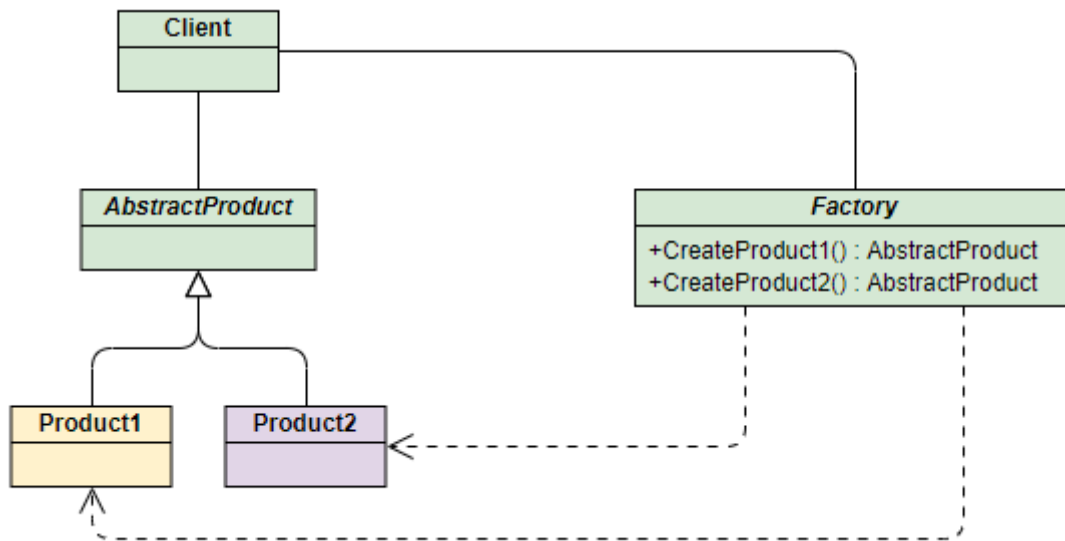 Client
AbstractProduct
Factory
+CreateProduct1() : AbstractProduct
+CreateProduct2() : AbstractProduct
Product1
Product2